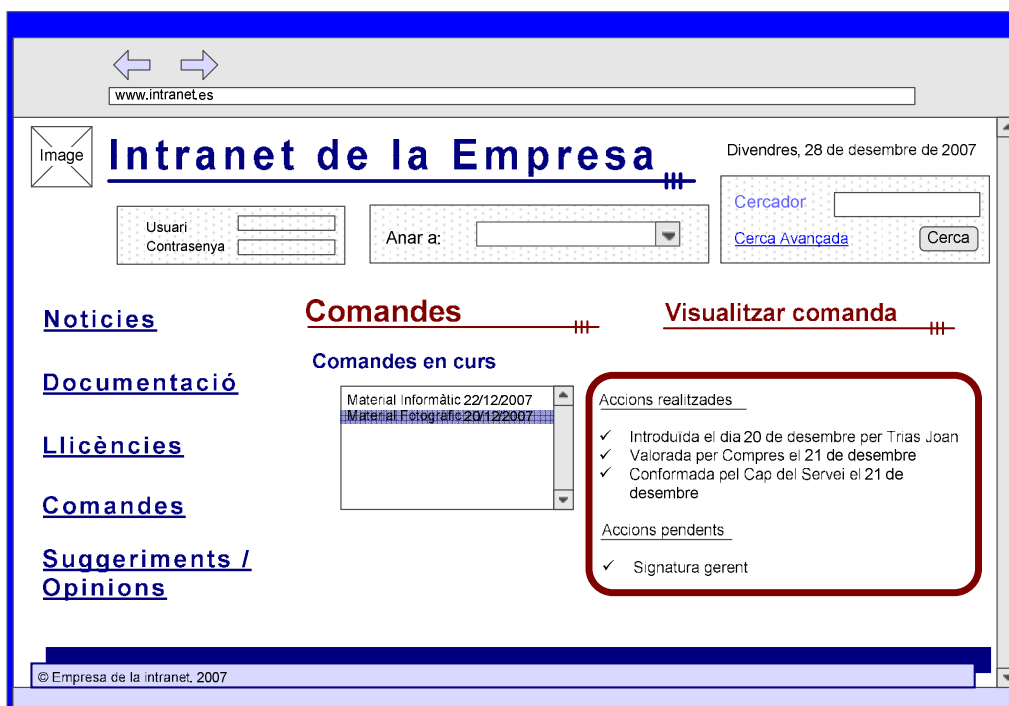 www.intranet.es
Image
Intranet de la Empresa
Divendres, 28 de desembre de 2007
Usuari
Contrasenya
Anar a:
Cercador
Cerca Avançada
Cerca
Noticies
Documentació
Llicències
Comandes
Suggeriments /
Opinions
Comandes
Comandes en curs
Material Informàtic 22/12/2007
Material Fotogràfic 20/12/2007
Visualitzar comanda
Accions realitzades
Introduïda el dia 20 de desembre per Trias Joan
Valorada per Compres el 21 de desembre
Conformada pel Cap del Servei el 21 de
desembre
Accions pendents
Signatura gerent
© Empresa de la intranet. 2007